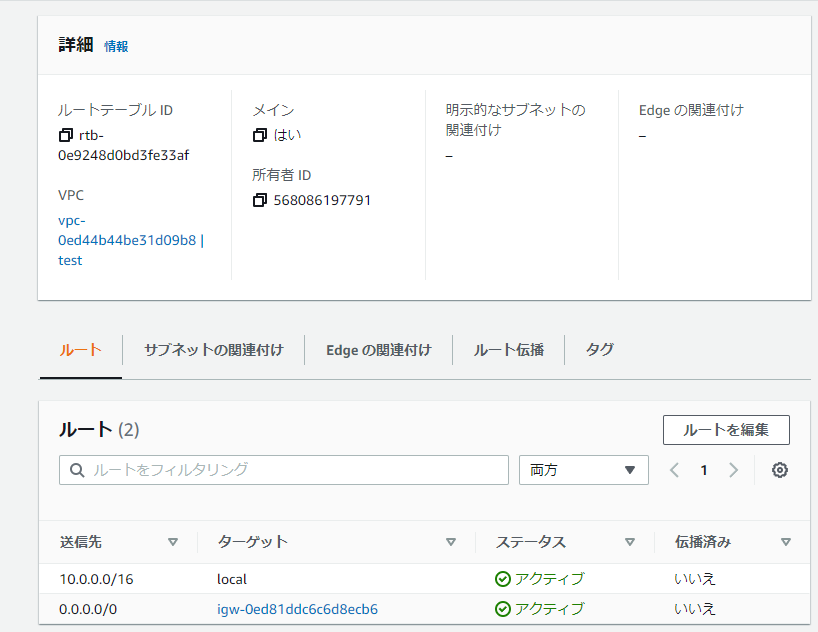 詳細 情報
ルートテーブル ID
rtb-
0e9248d0bd3fe33af
VPC
vpc-
0ed44b44be31d09b8 |
test
メイン
はい
所有者 ID
568086197791
明示的なサブネットの
関連付け
–
Edge の関連付け
–
ルート サブネットの関連付け Edge の関連付け ルート伝播 タグ
ルート (2) ルートを編集
ルートをフィルタリング 両方 1
送信先 ターゲット ステータス 伝播済み
10.0.0.0/16 local アクティブ いいえ
0.0.0.0/0 igw-0ed81ddc6c6d8ecb6 アクティブ いいえ